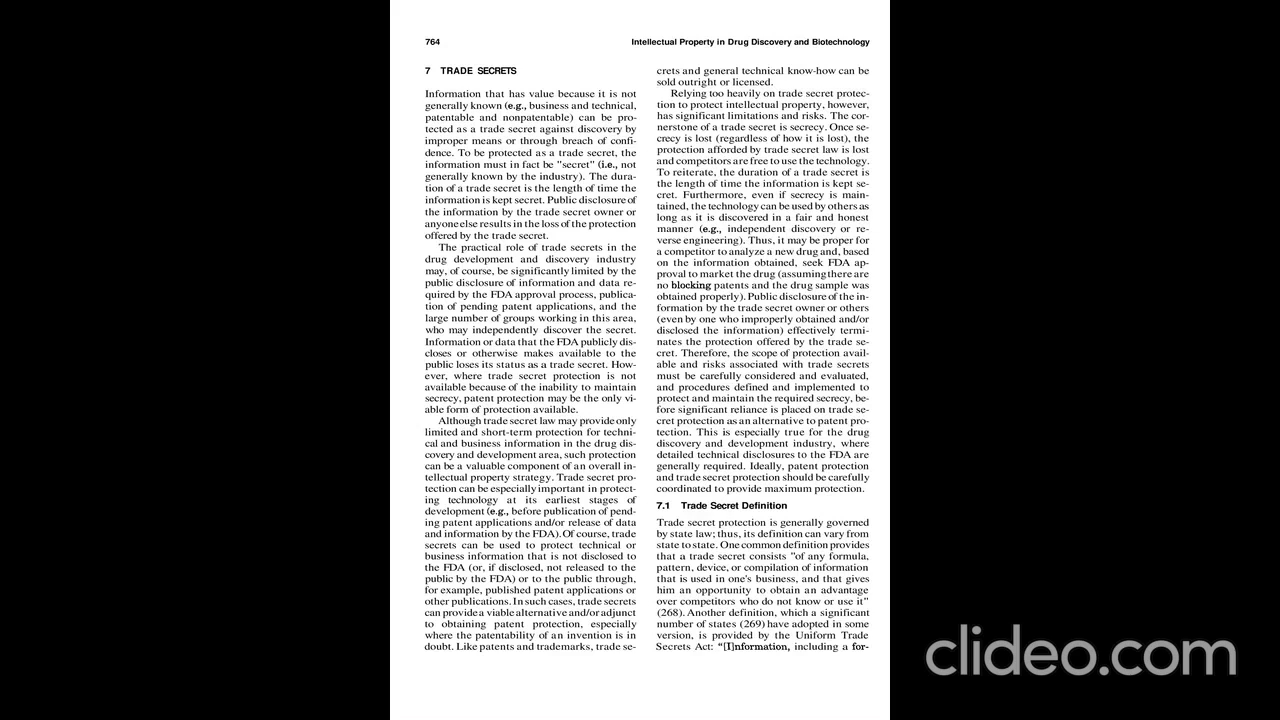 764
Intellectual Property in Drug Discovery and Biotechnology
7 TRADE SECRETS
Information that has value because it is not
generally known (e.g., business and technical,
patentable and nonpatentable) can be pro-
tected as a trade secret against discovery by
improper means or through breach of confi-
dence. To be protected as a trade secret, the
information must in fact be "secret" (i.e., not
generally known by the industry). The dura-
tion of a trade secret is the length of time the
information is kept secret. Public disclosure of
the information by the trade secret owner or
anyone else results in the loss of the protection
offered by the trade secret.
The practical role of trade secrets in the
drug development and discovery industry
may, of course, be significantly limited by the
public disclosure of information and data re-
quired by the FDA approval process, publica-
tion of pending patent applications, and the
large number of groups working in this area,
who may independently discover the secret.
Information or data that the FDA publicly dis-
closes or otherwise makes available to the
public loses its status as a trade secret. How-
ever, where trade secret protection is not
available because of the inability to maintain
secrecy, patent protection may be the only vi-
able form of protection available.
Although trade secret law may provide only
limited and short-term protection for techni-
cal and business information in the drug dis-
covery and development area, such protection
can be a valuable component of an overall in-
tellectual property strategy. Trade secret pro-
tection can be especially important in protect-
ing technology at its earliest stages of
development (e.g., before publication of pend-
ing patent applications and/or release of data
and information by the FDA). Of course, trade
secrets can be used to protect technical or
business information that is not disclosed to
the FDA (or, if disclosed, not released to the
public by the FDA) or to the public through,
for example, published patent applications or
other publications. In such cases, trade secrets
can provide a viable alternative and/or adjunct
to obtaining patent protection, especially
where the patentability of an invention is in
doubt. Like patents and trademarks, trade se-
crets and general technical know-how can be
sold outright or licensed.
Relying too heavily on trade secret protec-
tion to protect intellectual property, however,
has significant limitations and risks. The cor-
nerstone of a trade secret is secrecy. Once se-
crecy is lost (regardless of how it is lost), the
protection afforded by trade secret law is lost
and competitors are free to use the technology.
To reiterate, the duration of a trade secret is
the length of time the information is kept se-
cret. Furthermore, even if secrecy is main-
tained, the technology can be used by others as
long as it is discovered in a fair and honest
manner (e.g., independent discovery or re-
verse engineering). Thus, it may be proper for
a competitor to analyze a new drug and, based
on the information obtained, seek FDA ap-
proval to market the drug (assuming there are
no blocking patents and the drug sample was
obtained properly). Public disclosure of the in-
formation by the trade secret owner or others
(even by one who improperly obtained and/or
disclosed the information) effectively termi-
nates the protection offered by the trade se-
cret. Therefore, the scope of protection avail-
able and risks associated with trade secrets
must be carefully considered and evaluated,
and procedures defined and implemented to
protect and maintain the required secrecy, be-
fore significant reliance is placed on trade se-
cret protection as an alternative to patent pro-
tection. This is especially true for the drug
discovery and development industry, where
detailed technical disclosures to the FDA are
generally required. Ideally, patent protection
and trade secret protection should be carefully
coordinated to provide maximum protection.
7.1 Trade Secret Definition
Trade secret protection is generally governed
by state law; thus, its definition can vary from
state to state. One common definition provides
that a trade secret consists "of any formula,
pattern, device, or compilation of information
that is used in one's business, and that gives
him an opportunity to obtain an advantage
over competitors who do not know or use it"
(268). Another definition, which a significant
number of states (269) have adopted in some
version, is provided by the Uniform Trade
Secrets Act: “[I]nformation, including a for-
clideo.com